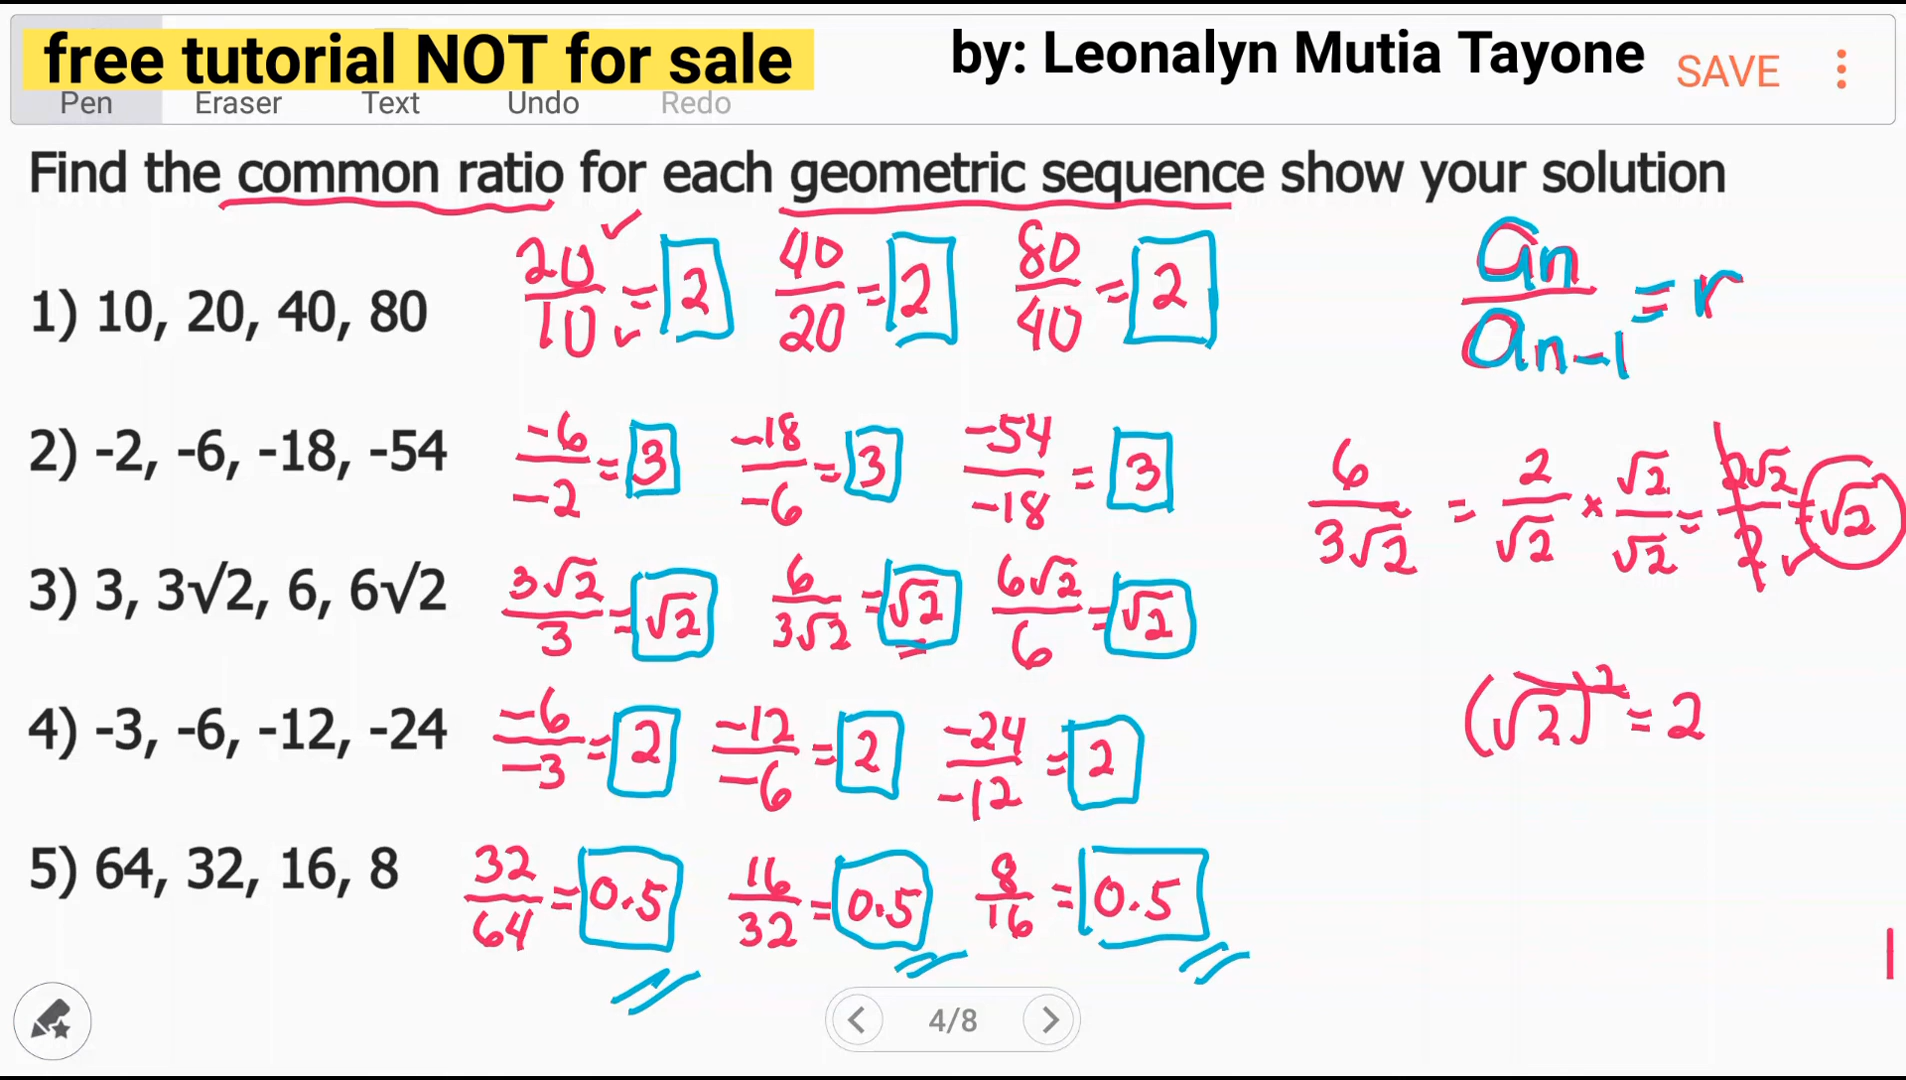 free tutorial NOT for sale
by: Leonalyn Mutia Tayone
SAVE
Pen Eraser Text Undo Redo
Find the common ratio for each geometric sequence show your solution
an/an-1 = r
1) 10, 20, 40, 80
20/10 = 2 40/20 = 2 80/40 = 2
2) -2, -6, -18, -54
-6/-2 = 3 -18/-6 = 3 -54/-18 = 3
6/3√2 = 2/√2 × √2/√2 = 2√2/2 = √2
3) 3, 3√2, 6, 6√2
3√2/3 = √2 6/3√2 = √2 6√2/6 = √2
(√2)² = 2
4) -3, -6, -12, -24
-6/-3 = 2 -12/-6 = 2 -24/-12 = 2
5) 64, 32, 16, 8
32/64 = 0.5 16/32 = 0.5 8/16 = 0.5
4/8